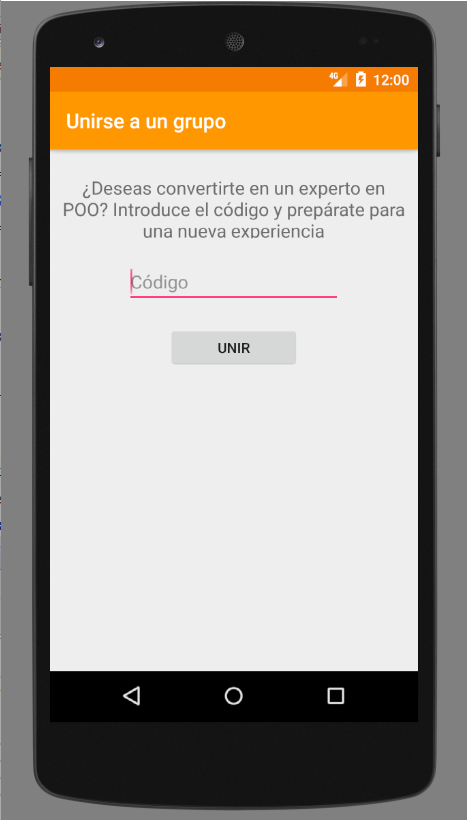 4G 12:00
Unirse a un grupo
¿Deseas convertirte en un experto en
POO? Introduce el código y prepárate para
una nueva experiencia
Código
UNIR